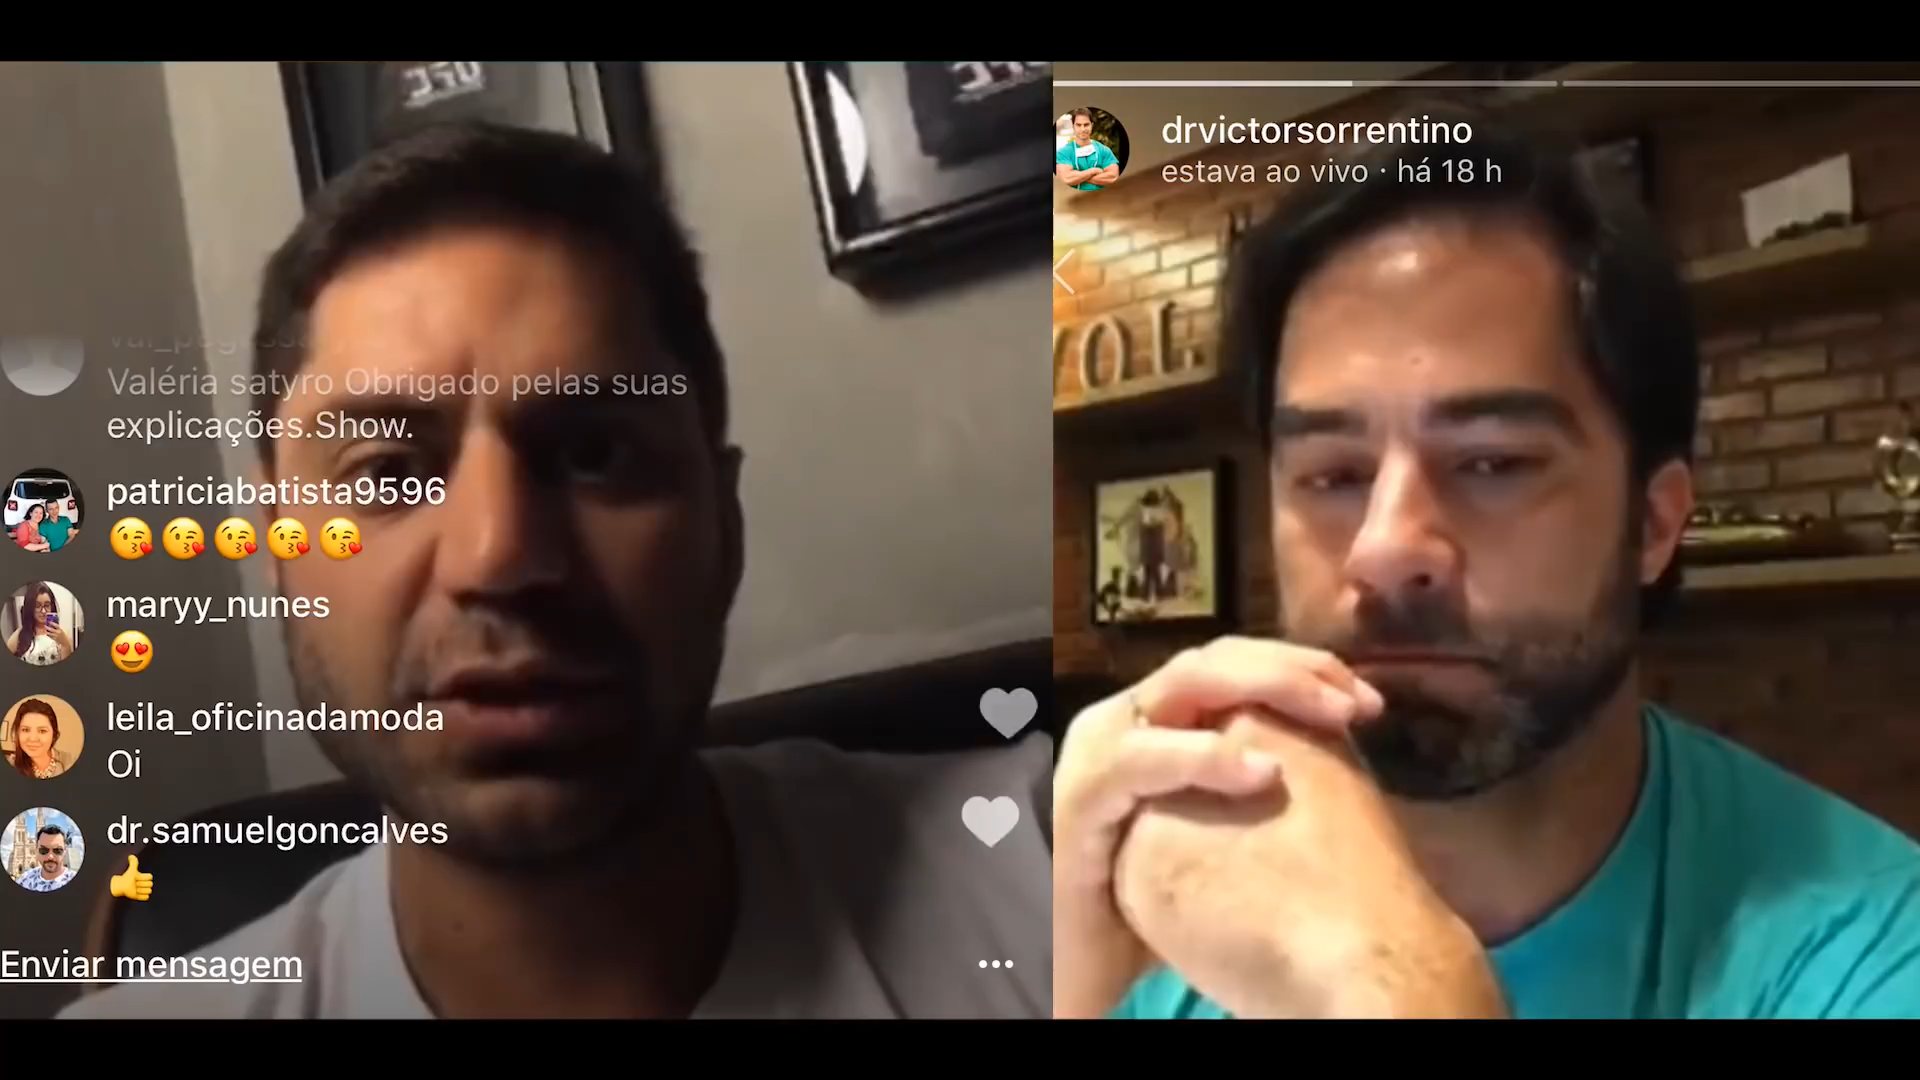 Valéria satyro Obrigado pelas suas
explicações.Show.
patriciabatista9596
maryy_nunes
leila_oficinadamoda
Oi
dr.samuelgoncalves
Enviar mensagem
drvictorsorrentino
estava ao vivo · há 18 h